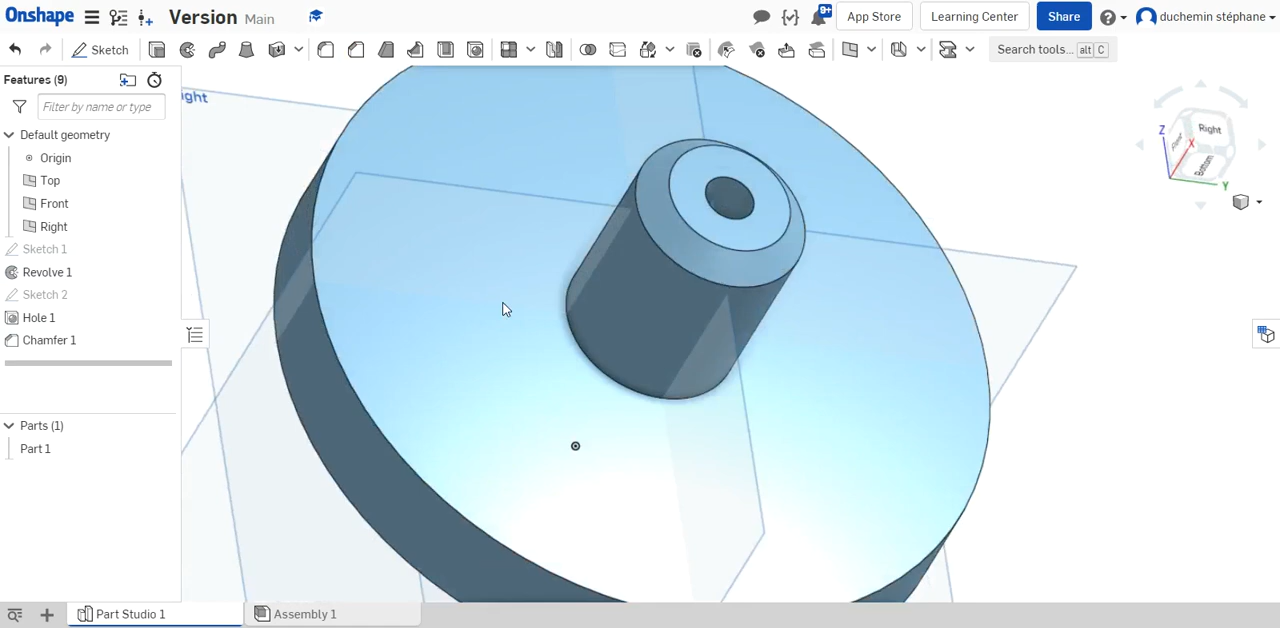 Onshape Version Main 9+ App Store Learning Center Share duchemin stéphane
Sketch Search tools... alt C
Features (9)
Filter by name or type
Default geometry
Origin
Top
Front
Right
Sketch 1
Revolve 1
Sketch 2
Hole 1
Chamfer 1
Parts (1)
Part 1
ight
Z Right
X
Bottom
Y
Part Studio 1 Assembly 1